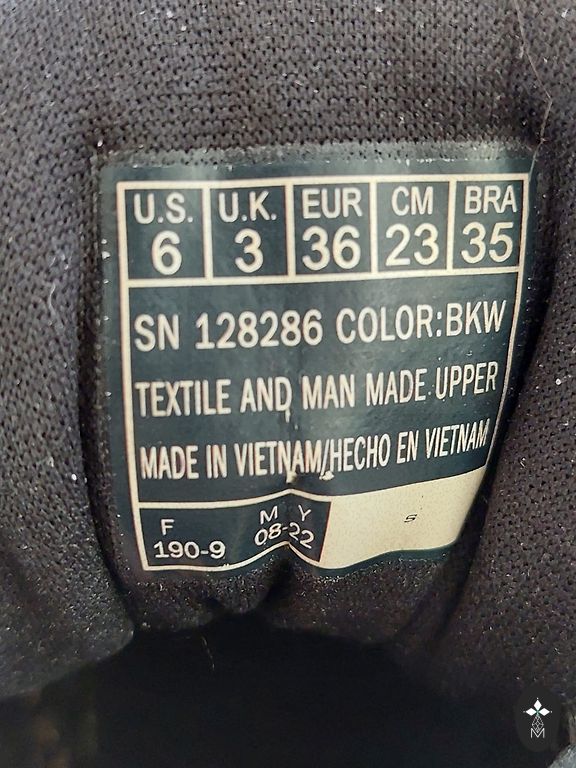 U.S. U.K. EUR CM BRA
6 3 36 23 35
SN 128286 COLOR:BKW
TEXTILE AND MAN MADE UPPER
MADE IN VIETNAM/HECHO EN VIETNAM
F M Y
190-9 08-22 S
M